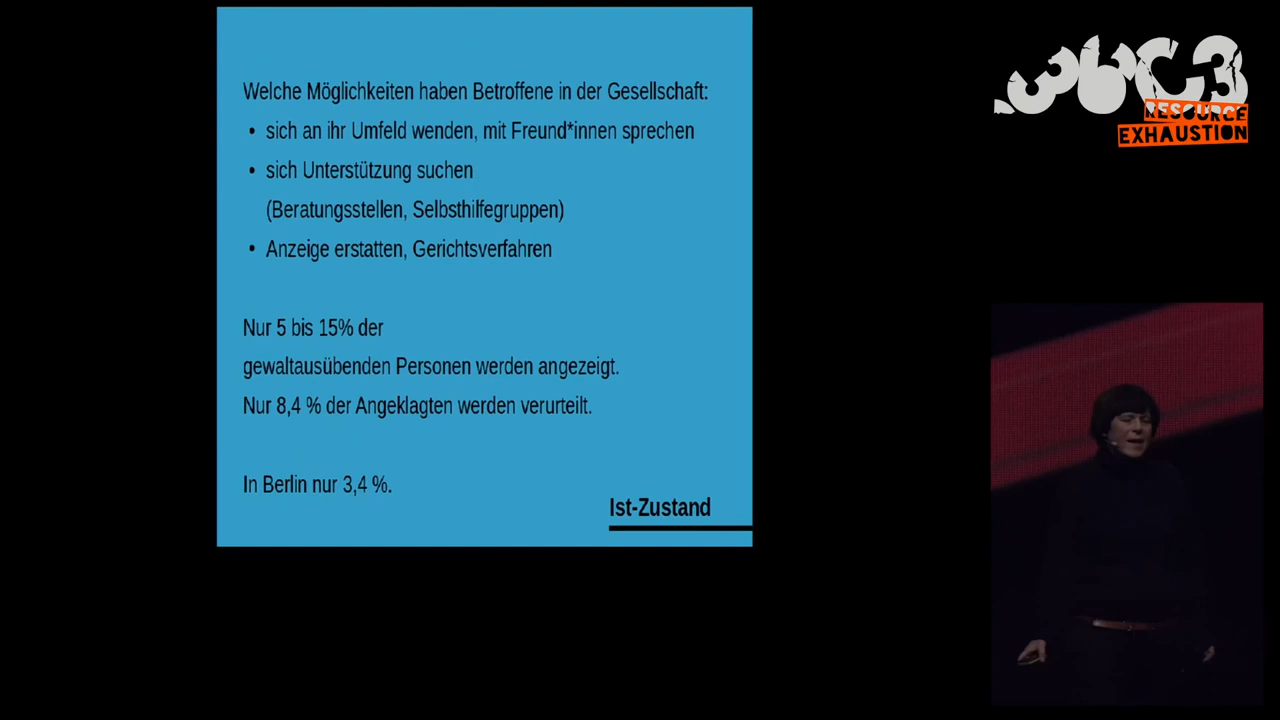 Welche Möglichkeiten haben Betroffene in der Gesellschaft:
• sich an ihr Umfeld wenden, mit Freund*innen sprechen
• sich Unterstützung suchen
(Beratungsstellen, Selbsthilfegruppen)
• Anzeige erstatten, Gerichtsverfahren
Nur 5 bis 15% der
gewaltausübenden Personen werden angezeigt.
Nur 8,4 % der Angeklagten werden verurteilt.
In Berlin nur 3,4 %.
Ist-Zustand
36C3
RESOURCE
EXHAUSTION